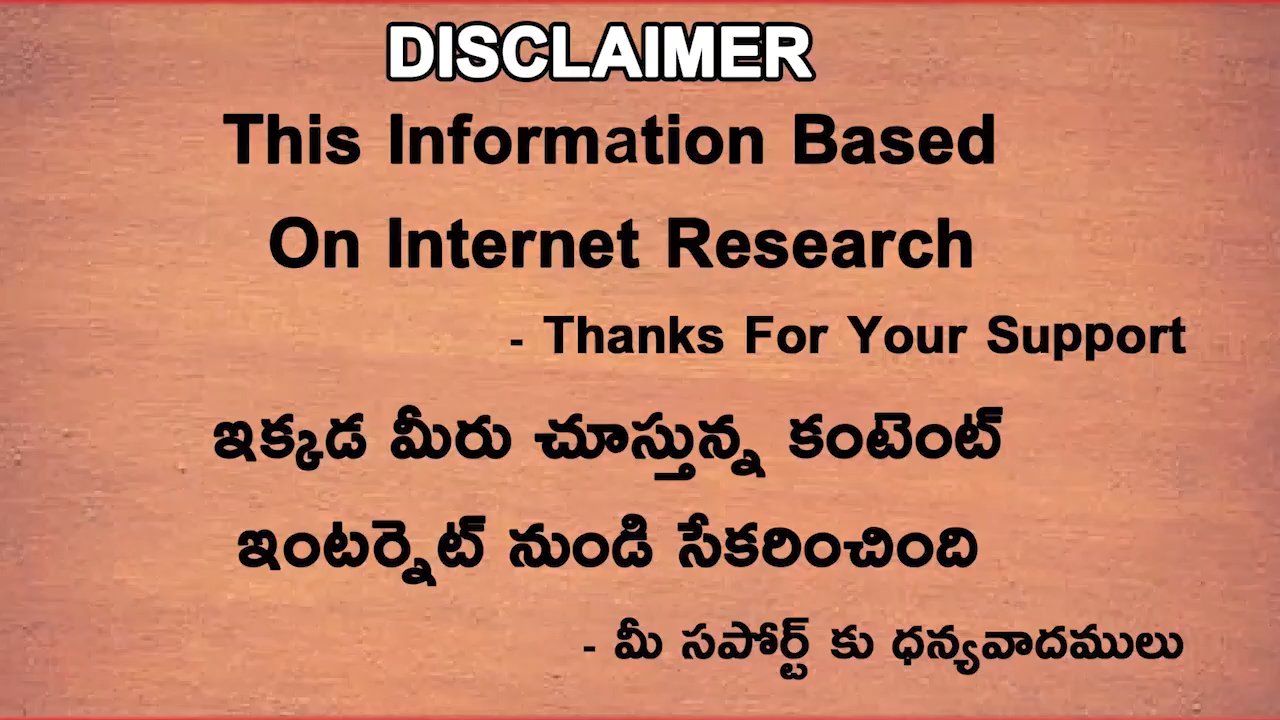 DISCLAIMER
This Information Based
On Internet Research
- Thanks For Your Support
ఇక్కడ మీరు చూస్తున్న కంటెంట్
ఇంటర్నెట్ నుండి సేకరించింది
- మీ సపోర్ట్ కు ధన్యవాదములు